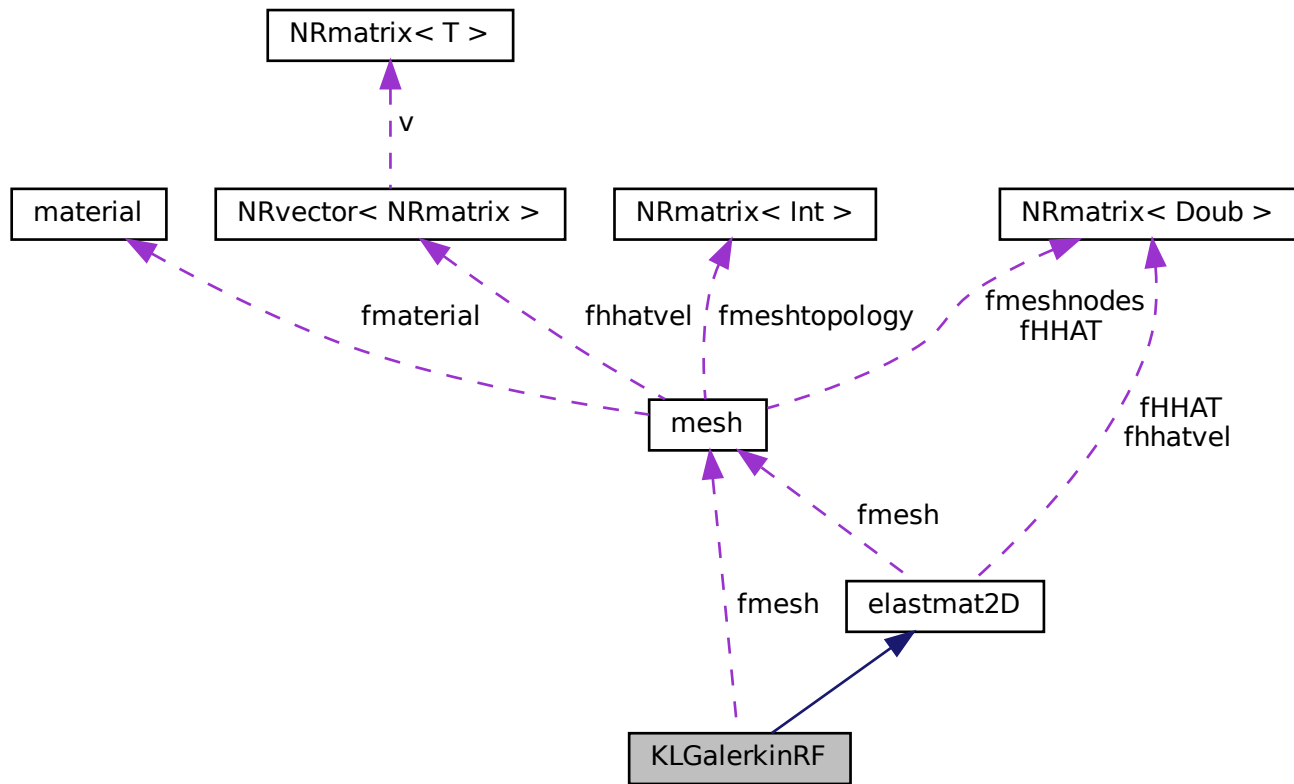 NRmatrix< T >
v
material
NRvector< NRmatrix >
NRmatrix< Int >
NRmatrix< Doub >
fmaterial
fhhatvel
fmeshtopology
fmeshnodes
fHHAT
mesh
fHHAT
fhhatvel
fmesh
fmesh
elastmat2D
KLGalerkinRF